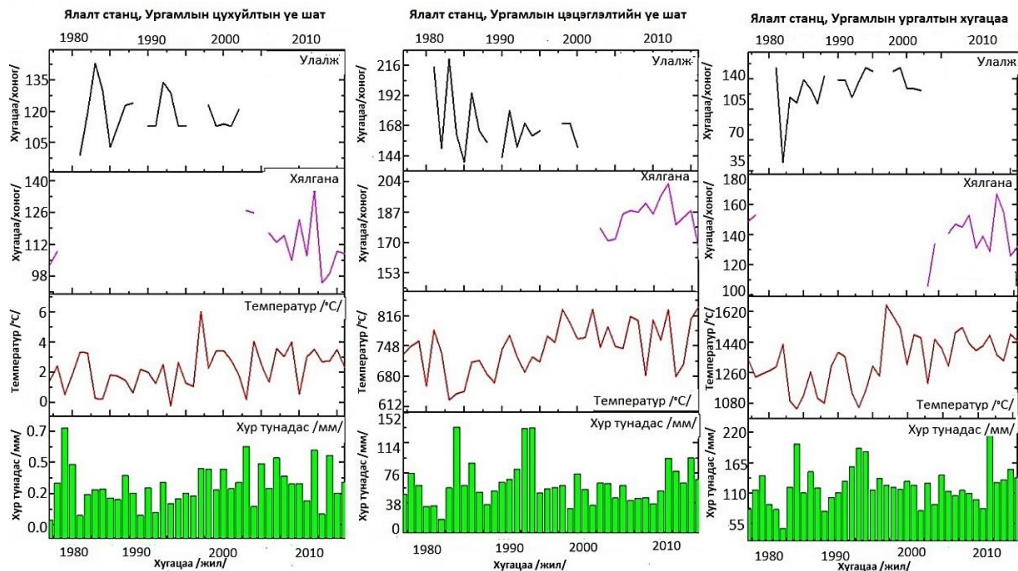 Ялалт станц, Ургамлын цухуйлтын үе шат
1980 1990 2000 2010
Улалж
Хугацаа/хоног/
135
120
105
Хялгана
Хугацаа/хоног/
140
126
112
98
Температур /°С/
Температур /°С/
6
4
2
0
Хур тунадас /мм/
Хур тунадас /мм/
0.7
0.5
0.2
0.0
1980 1990 2000 2010
Хугацаа /жил/
Ялалт станц, Ургамлын цэцэглэлтийн үе шат
1980 1990 2000 2010
Улалж
Хугацаа/хоног/
216
192
168
144
Хялгана
Хугацаа/хоног/
204
187
170
153
Температур /°С/
816
748
680
612
Температур /°С/
Хур тунадас /мм/
Хур тунадас /мм/
152
114
76
38
0
1980 1990 2000 2010
Хугацаа /жил/
Ялалт станц, Ургамлын ургалтын хугацаа
1980 1990 2000 2010
Улалж
Хугацаа/хоног/
140
105
70
35
Хялгана
Хугацаа/хоног/
180
160
140
120
100
Температур /°С/
1620
1440
1260
1080
Температур /°С/
Хур тунадас /мм/
Хур тунадас /мм/
220
165
110
55
1980 1990 2000 2010
Хугацаа /жил/